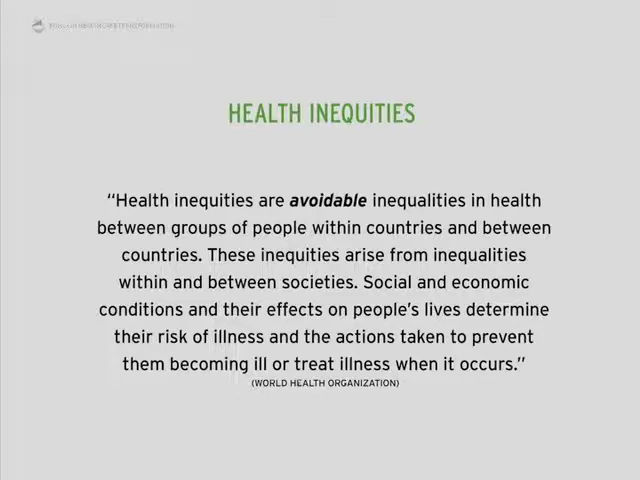 HEALTH INEQUITIES
“Health inequities are avoidable inequalities in health
between groups of people within countries and between
countries. These inequities arise from inequalities
within and between societies. Social and economic
conditions and their effects on people’s lives determine
their risk of illness and the actions taken to prevent
them becoming ill or treat illness when it occurs.”
(WORLD HEALTH ORGANIZATION)